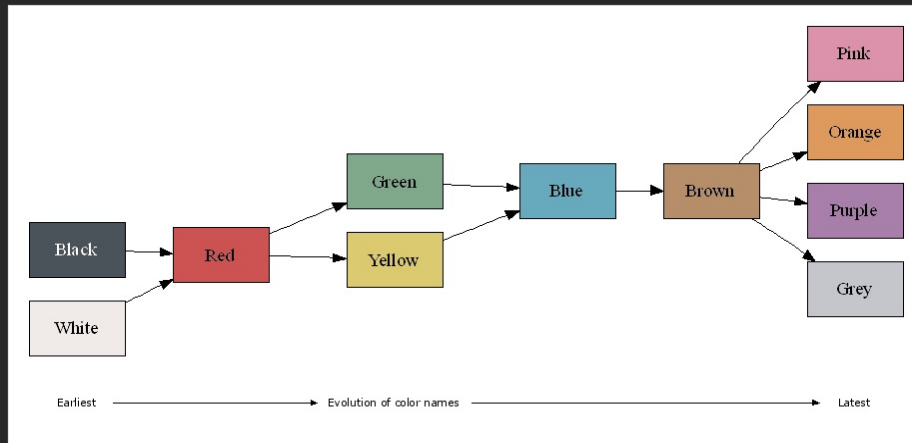 Black
White
Red
Green
Yellow
Blue
Brown
Pink
Orange
Purple
Grey
Earliest
Evolution of color names
Latest